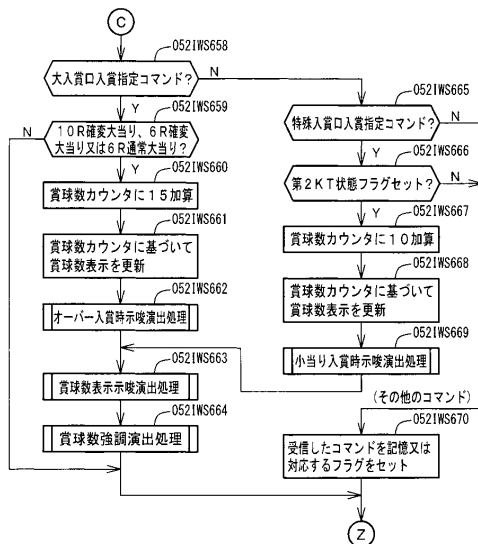 C
052IWS658
大入賞口入賞指定コマンド？
N
Y
052IWS659
10R確変大当り、6R確変
大当り又は6R通常大当り？
N
Y
052IWS660
賞球数カウンタに15加算
052IWS661
賞球数カウンタに基づいて
賞球数表示を更新
052IWS662
オーバー入賞時示唆演出処理
052IWS663
賞球数表示示唆演出処理
052IWS664
賞球数強調演出処理
052IWS665
特殊入賞口入賞指定コマンド？
N
Y
052IWS666
第2KT状態フラグセット？
N
Y
052IWS667
賞球数カウンタに10加算
052IWS668
賞球数カウンタに基づいて
賞球数表示を更新
052IWS669
小当り入賞時示唆演出処理
(その他のコマンド)
052IWS670
受信したコマンドを記憶又は
対応するフラグをセット
Z